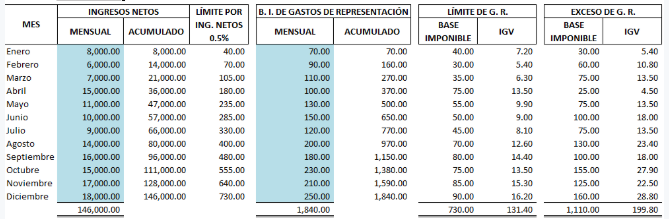 MES INGRESOS NETOS LÍMITE POR ING. NETOS 0.5% B. I. DE GASTOS DE REPRESENTACIÓN LÍMITE DE G. R. EXCESO DE G. R.
MENSUAL ACUMULADO MENSUAL ACUMULADO BASE IMPONIBLE IGV BASE IMPONIBLE IGV
Enero 8,000.00 8,000.00 40.00 70.00 70.00 40.00 7.20 30.00 5.40
Febrero 6,000.00 14,000.00 70.00 90.00 160.00 30.00 5.40 60.00 10.80
Marzo 7,000.00 21,000.00 105.00 110.00 270.00 35.00 6.30 75.00 13.50
Abril 15,000.00 36,000.00 180.00 100.00 370.00 75.00 13.50 25.00 4.50
Mayo 11,000.00 47,000.00 235.00 130.00 500.00 55.00 9.90 75.00 13.50
Junio 10,000.00 57,000.00 285.00 150.00 650.00 50.00 9.00 100.00 18.00
Julio 9,000.00 66,000.00 330.00 120.00 770.00 45.00 8.10 75.00 13.50
Agosto 14,000.00 80,000.00 400.00 200.00 970.00 70.00 12.60 130.00 23.40
Septiembre 16,000.00 96,000.00 480.00 180.00 1,150.00 80.00 14.40 100.00 18.00
Octubre 15,000.00 111,000.00 555.00 230.00 1,380.00 75.00 13.50 155.00 27.90
Noviembre 17,000.00 128,000.00 640.00 210.00 1,590.00 85.00 15.30 125.00 22.50
Diciembre 18,000.00 146,000.00 730.00 250.00 1,840.00 90.00 16.20 160.00 28.80
146,000.00 1,840.00 730.00 131.40 1,110.00 199.80